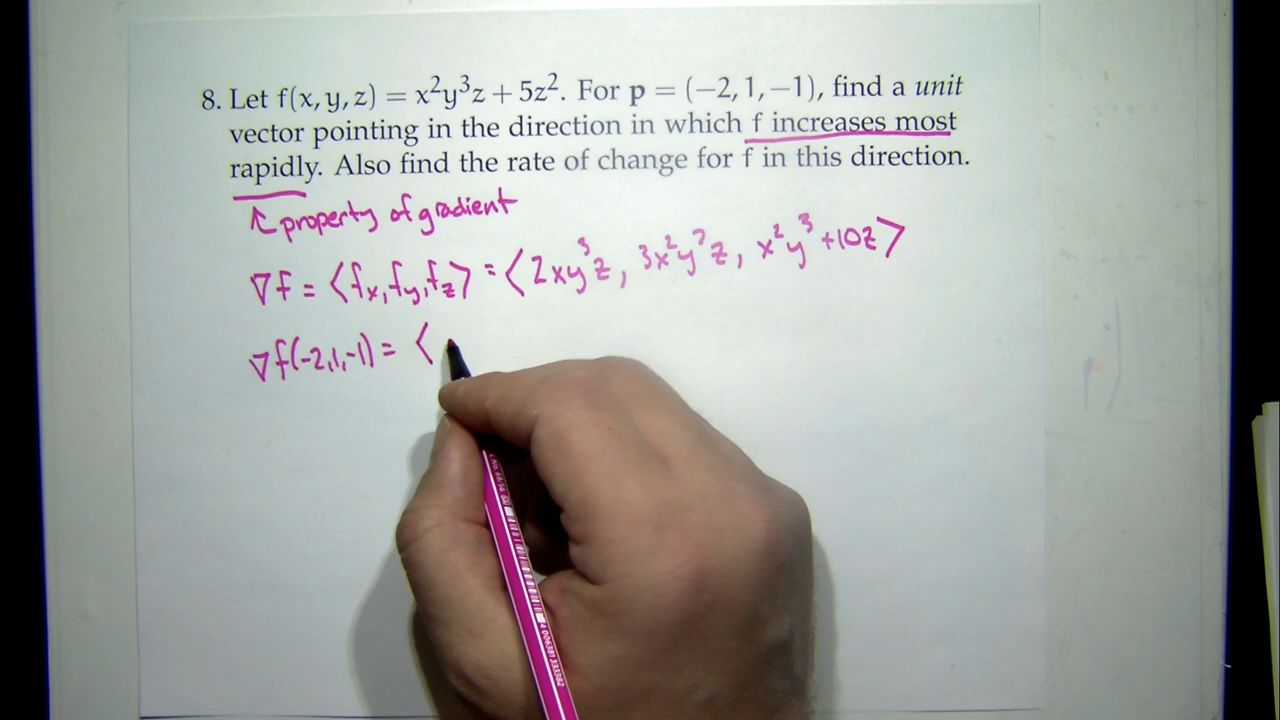 8. Let f(x, y, z) = x²y³z + 5z². For p = (−2, 1, −1), find a unit
vector pointing in the direction in which f increases most
rapidly. Also find the rate of change for f in this direction.
↑ property of gradient
∇f = ⟨fx, fy, fz⟩ = ⟨2xy³z, 3x²y²z, x²y³+10z⟩
∇f(-2,1,-1) = ⟨